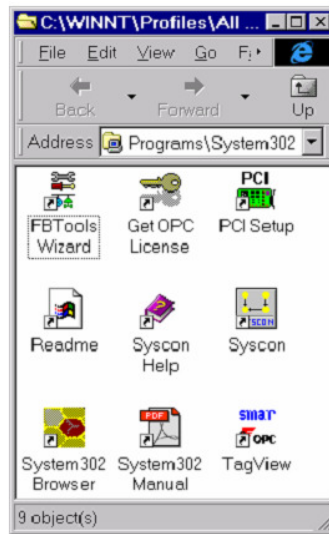 C:\WINNT\Profiles\All ...
File Edit View Go F
Back Forward Up
Address Programs\System302
PCI
FBTools Wizard
Get OPC License
PCI Setup
SCON
Readme
Syscon Help
Syscon
PDF
smar
OPC
System302 Browser
System302 Manual
TagView
9 object(s)